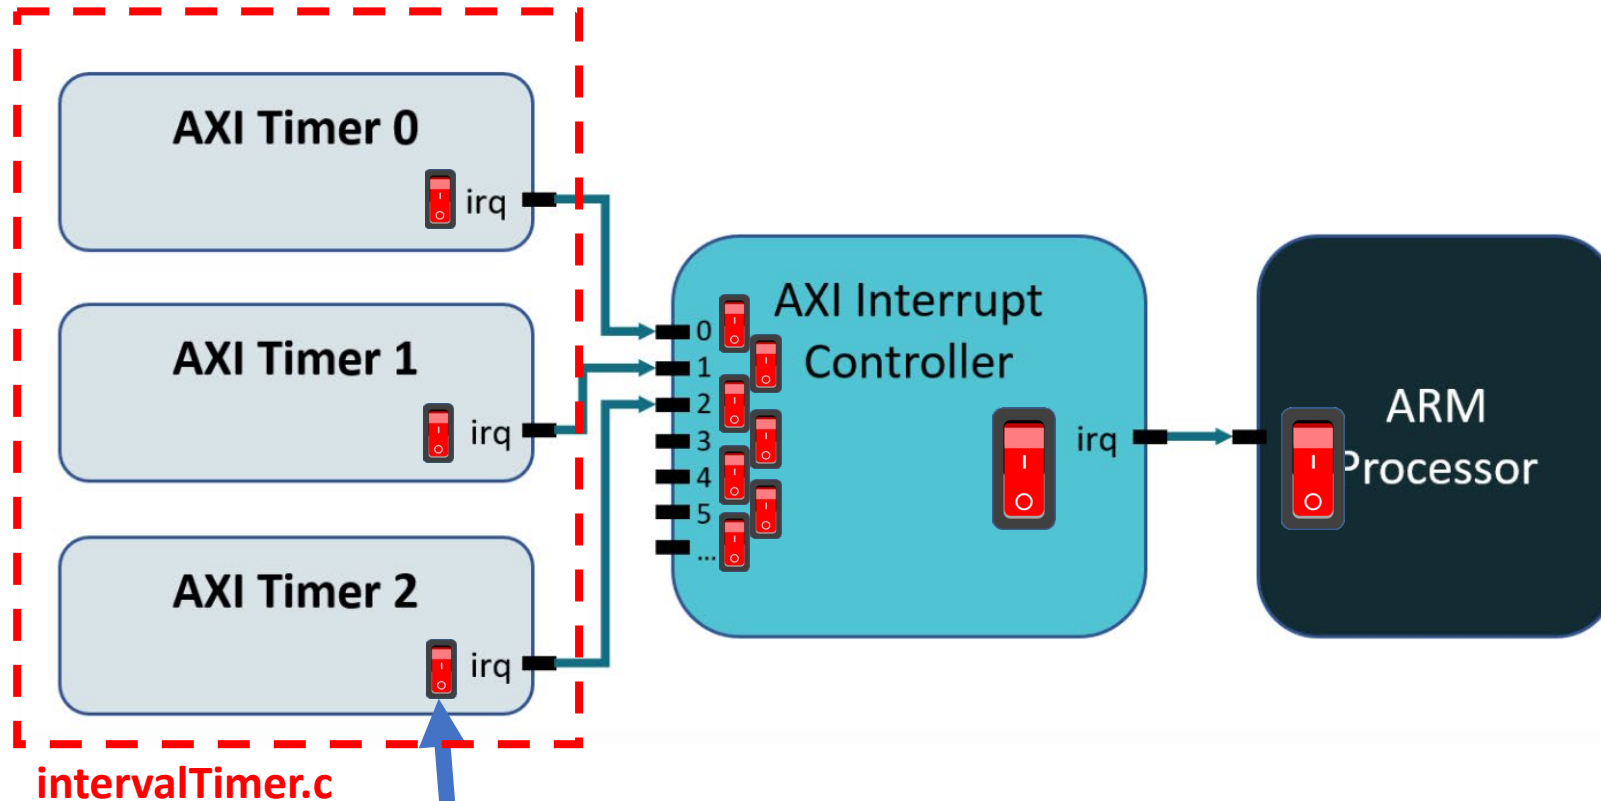 AXI Timer 0
irq
AXI Timer 1
irq
AXI Timer 2
irq
intervalTimer.c
AXI Interrupt
Controller
0
1
2
3
4
5
...
irq
ARM
Processor